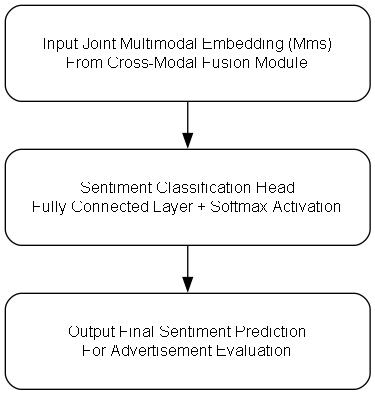 Input Joint Multimodal Embedding (Mms)
From Cross-Modal Fusion Module
Sentiment Classification Head
Fully Connected Layer + Softmax Activation
Output Final Sentiment Prediction
For Advertisement Evaluation